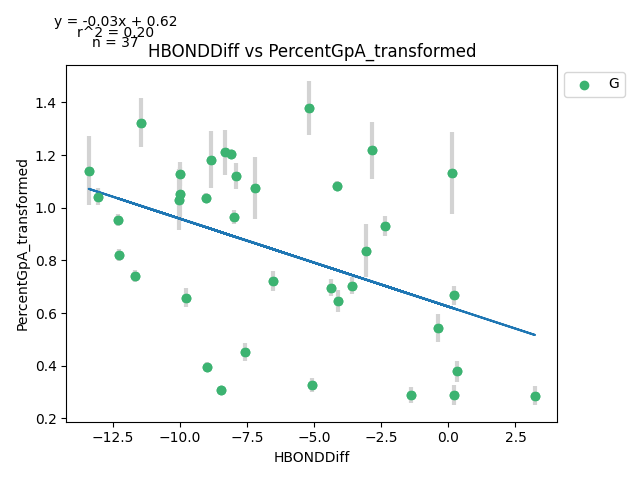 y = -0.03x + 0.62
r^2 = 0.20
n = 37
HBONDDiff vs PercentGpA_transformed
G
PercentGpA_transformed
1.4
1.2
1.0
0.8
0.6
0.4
0.2
−12.5 −10.0 −7.5 −5.0 −2.5 0.0 2.5
HBONDDiff